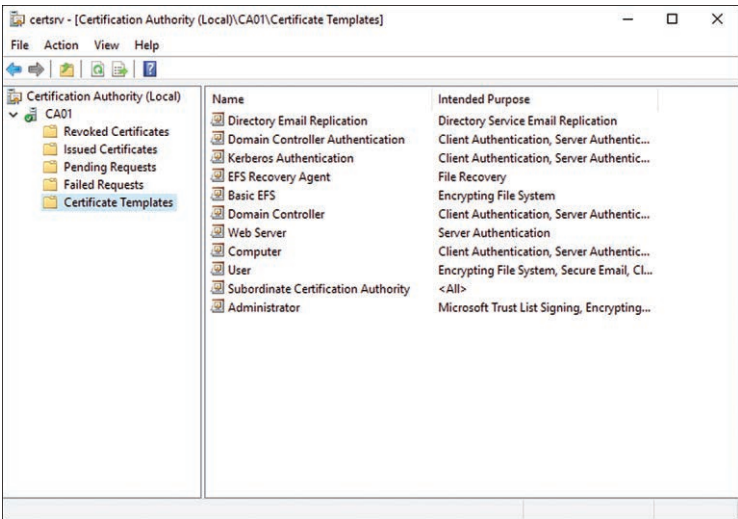 certsrv - [Certification Authority (Local)\CA01\Certificate Templates]
File Action View Help
Certification Authority (Local)
CA01
Revoked Certificates
Issued Certificates
Pending Requests
Failed Requests
Certificate Templates
Name Intended Purpose
Directory Email Replication Directory Service Email Replication
Domain Controller Authentication Client Authentication, Server Authentic...
Kerberos Authentication Client Authentication, Server Authentic...
EFS Recovery Agent File Recovery
Basic EFS Encrypting File System
Domain Controller Client Authentication, Server Authentic...
Web Server Server Authentication
Computer Client Authentication, Server Authentic...
User Encrypting File System, Secure Email, Cl...
Subordinate Certification Authority <All>
Administrator Microsoft Trust List Signing, Encrypting...